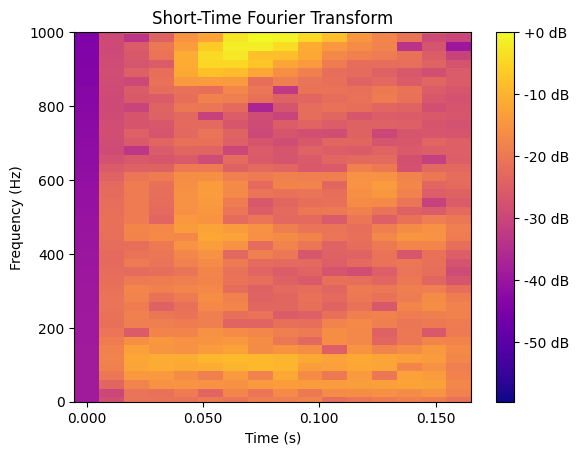 Short-Time Fourier Transform
1000
800
600
400
200
0
Frequency (Hz)
0.000
0.050
0.100
0.150
Time (s)
+0 dB
-10 dB
-20 dB
-30 dB
-40 dB
-50 dB